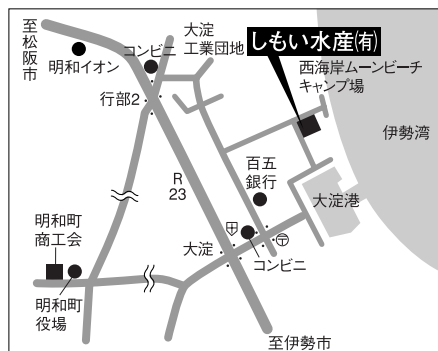 至松阪市
明和イオン
コンビニ
大淀
工業団地
しもい水産㈲
西海岸ムーンビーチ
キャンプ場
行部2
伊勢湾
R
23
百五
銀行
大淀港
明和町
商工会
大淀
コンビニ
〒
明和町
役場
至伊勢市